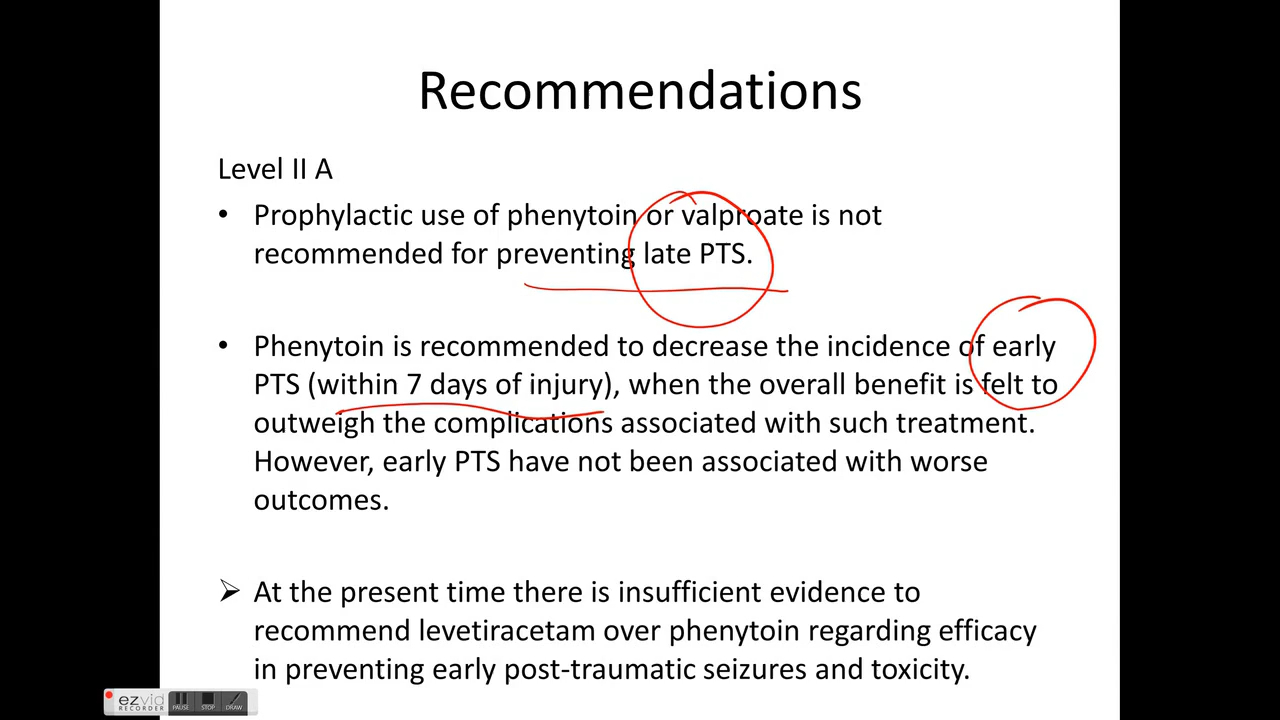 Recommendations
Level II A
• Prophylactic use of phenytoin or valproate is not
recommended for preventing late PTS.
• Phenytoin is recommended to decrease the incidence of early
PTS (within 7 days of injury), when the overall benefit is felt to
outweigh the complications associated with such treatment.
However, early PTS have not been associated with worse
outcomes.
➢ At the present time there is insufficient evidence to
recommend levetiracetam over phenytoin regarding efficacy
in preventing early post-traumatic seizures and toxicity.
ezvid
RECORDER
PAUSE STOP DRAW